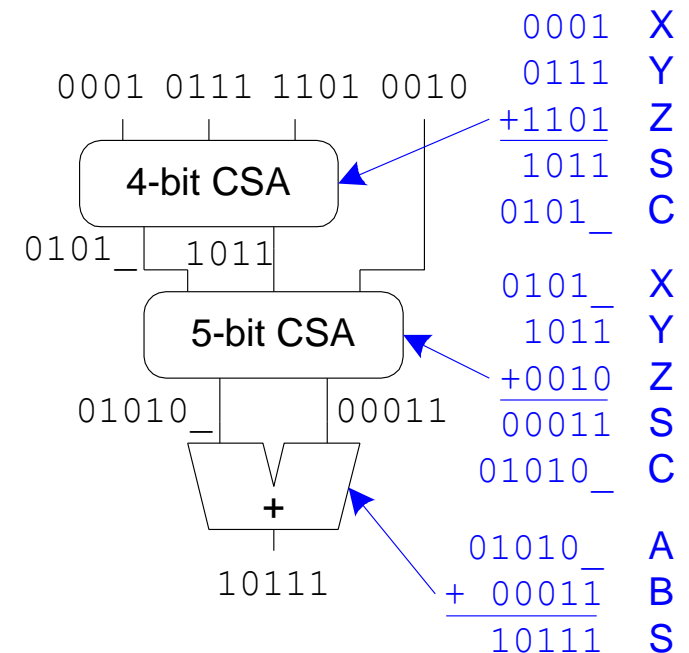 0001 0111 1101 0010
4-bit CSA
0101_ 1011
5-bit CSA
01010_ 00011
+
10111
0001 X
0111 Y
+1101 Z
1011 S
0101_ C
0101_ X
1011 Y
+0010 Z
00011 S
01010_ C
01010_ A
+ 00011 B
10111 S